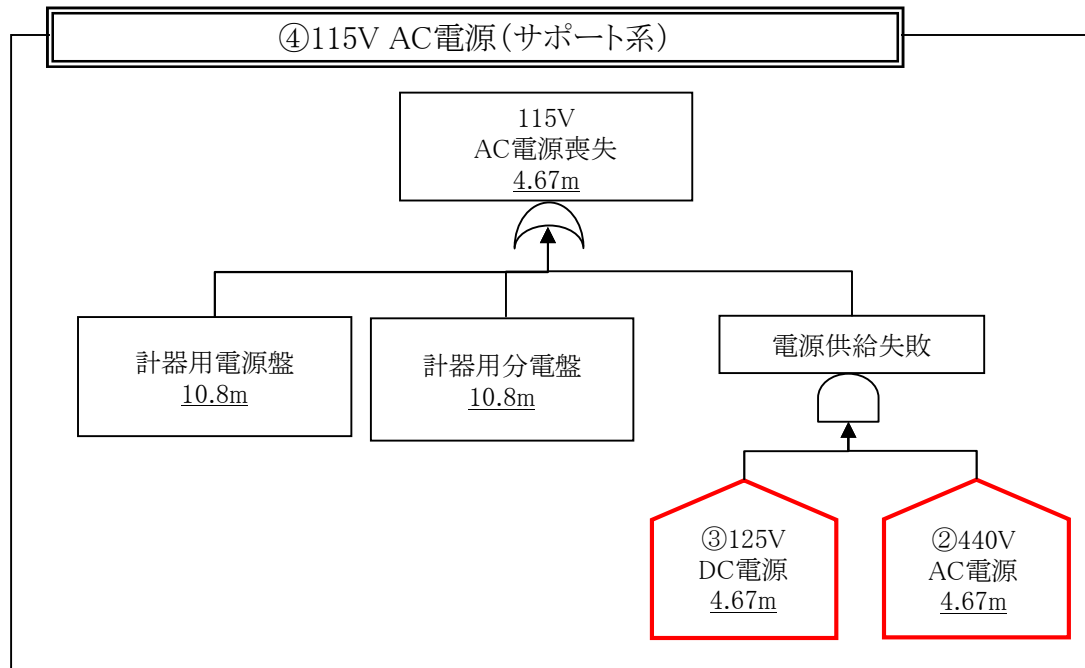 ④115V AC電源(サポート系)
115V
AC電源喪失
4.67m
計器用電源盤
10.8m
計器用分電盤
10.8m
電源供給失敗
③125V
DC電源
4.67m
②440V
AC電源
4.67m